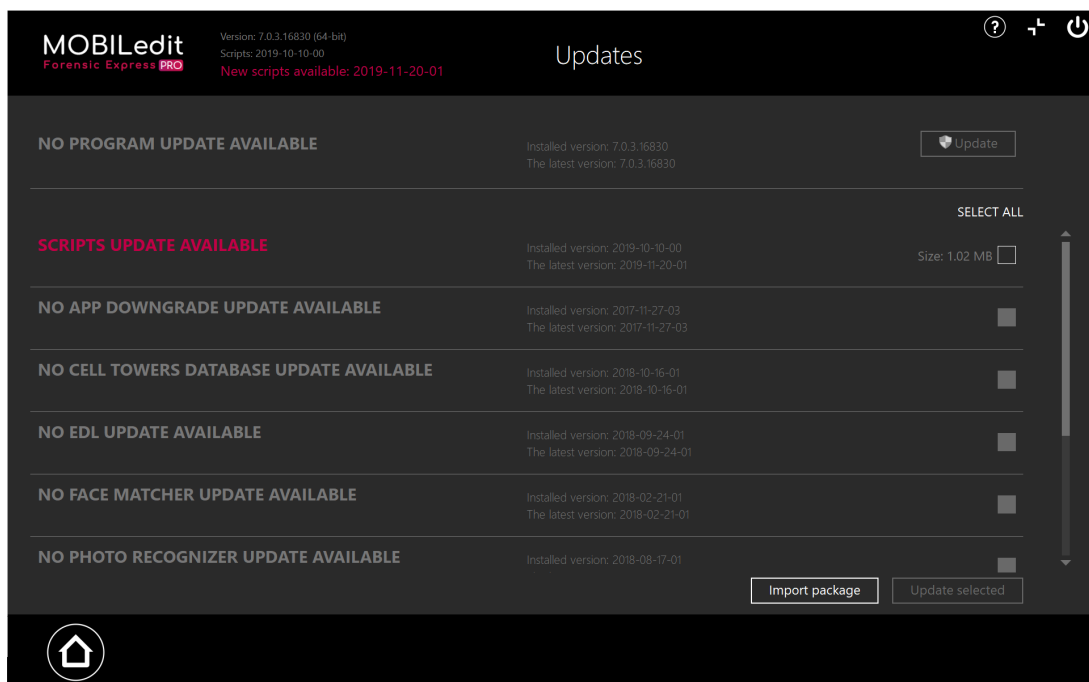 MOBILedit
Forensic Express PRO
Version: 7.0.3.16830 (64-bit)
Scripts: 2019-10-10-00
New scripts available: 2019-11-20-01
Updates
?
NO PROGRAM UPDATE AVAILABLE
Installed version: 7.0.3.16830
The latest version: 7.0.3.16830
Update
SELECT ALL
SCRIPTS UPDATE AVAILABLE
Installed version: 2019-10-10-00
The latest version: 2019-11-20-01
Size: 1.02 MB
NO APP DOWNGRADE UPDATE AVAILABLE
Installed version: 2017-11-27-03
The latest version: 2017-11-27-03
NO CELL TOWERS DATABASE UPDATE AVAILABLE
Installed version: 2018-10-16-01
The latest version: 2018-10-16-01
NO EDL UPDATE AVAILABLE
Installed version: 2018-09-24-01
The latest version: 2018-09-24-01
NO FACE MATCHER UPDATE AVAILABLE
Installed version: 2018-02-21-01
The latest version: 2018-02-21-01
NO PHOTO RECOGNIZER UPDATE AVAILABLE
Installed version: 2018-08-17-01
Import package
Update selected